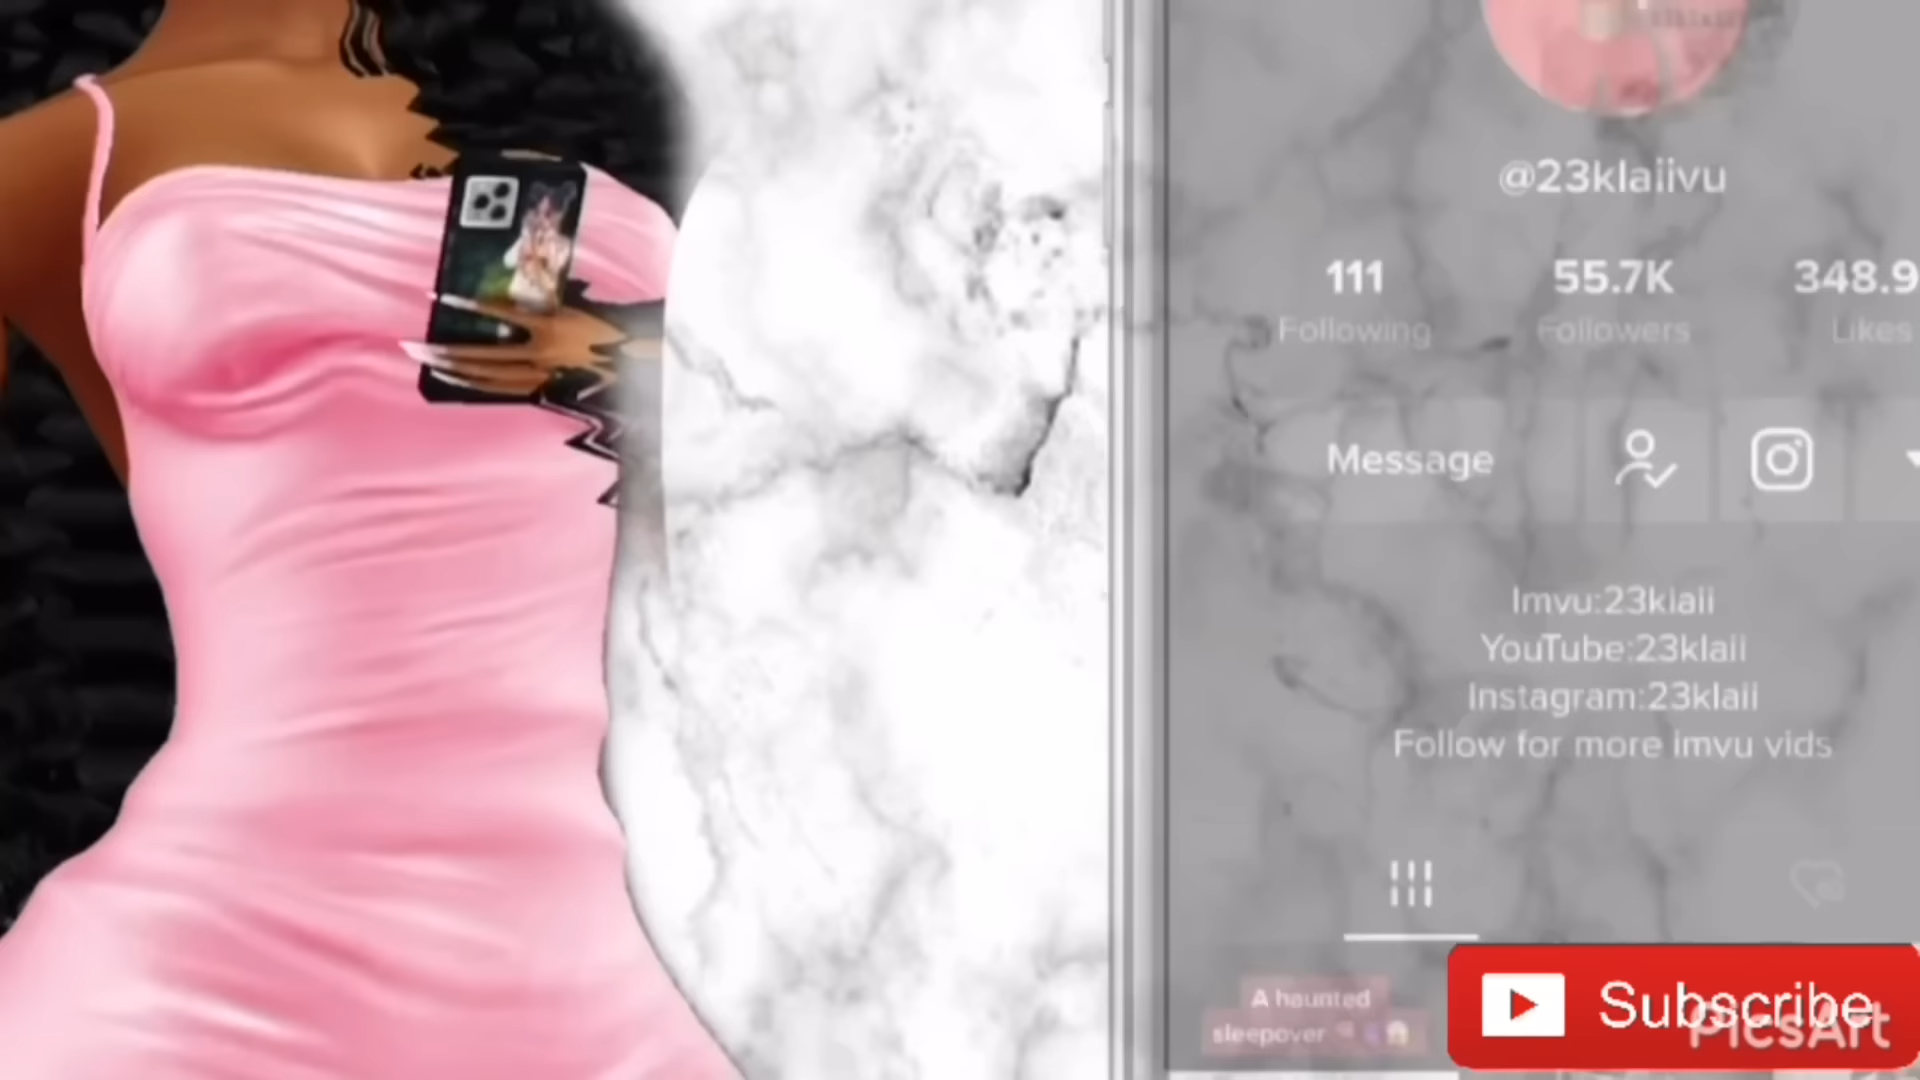 @23klaiivu
111 55.7K 348.9
Following Followers Likes
Message
Imvu:23klaii
YouTube:23klaii
Instagram:23klaii
Follow for more imvu vids
A haunted
sleepover
Subscribe
PicsArt